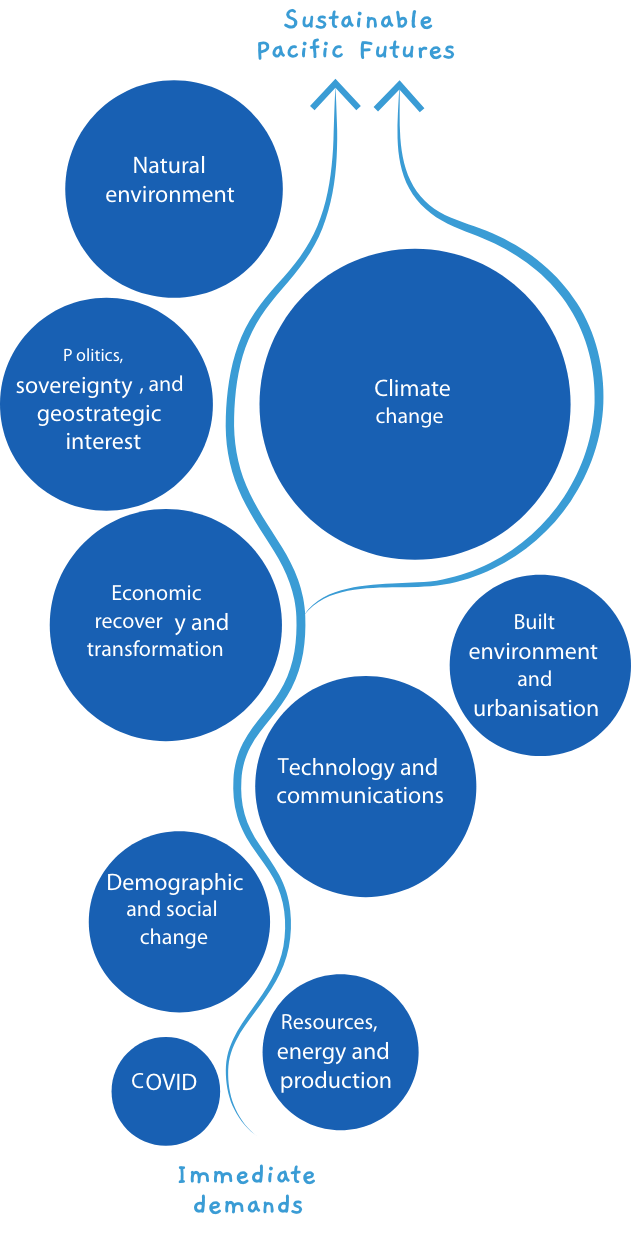 Sustainable
Pacific Futures
Natural
environment
P olitics,
sovereignty , and
geostrategic
interest
Climate
change
Economic
recover y and
transformation
Built
environment
and
urbanisation
Technology and
communications
Demographic
and social
change
Resources,
energy and
production
COVID
Immediate
demands